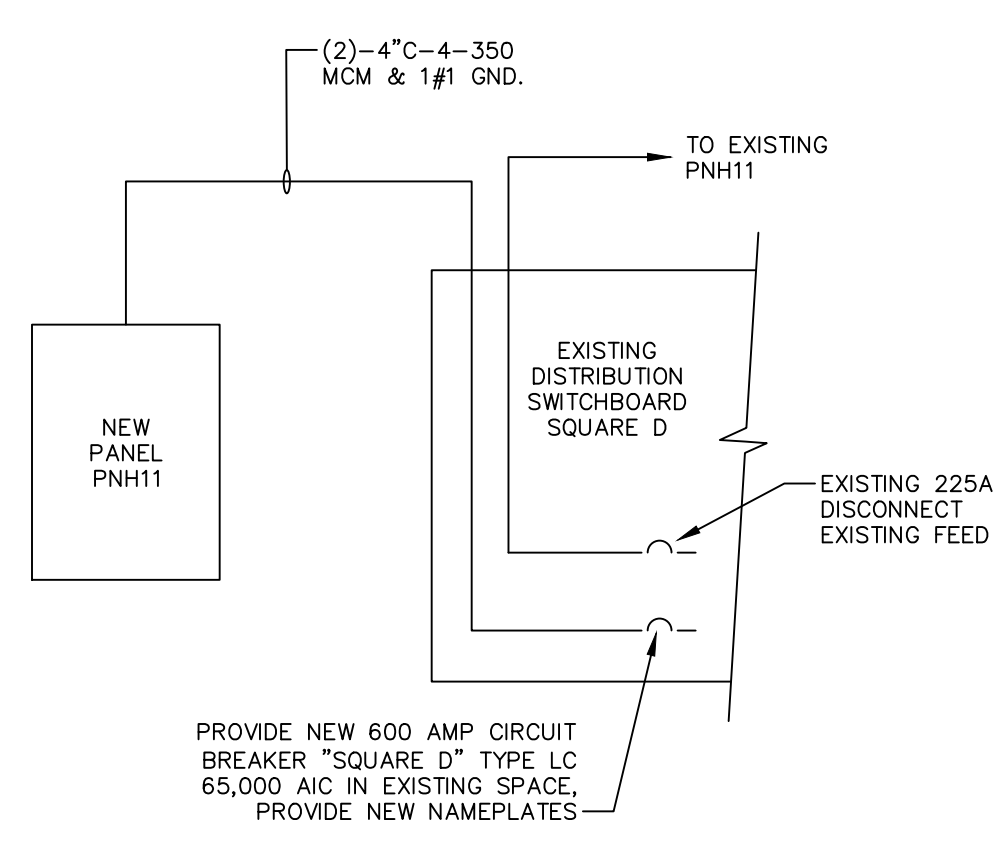 (2)-4"C-4-350
MCM & 1#1 GND.
TO EXISTING
PNH11
EXISTING
DISTRIBUTION
SWITCHBOARD
SQUARE D
NEW
PANEL
PNH11
EXISTING 225A
DISCONNECT
EXISTING FEED
PROVIDE NEW 600 AMP CIRCUIT
BREAKER "SQUARE D" TYPE LC
65,000 AIC IN EXISTING SPACE,
PROVIDE NEW NAMEPLATES